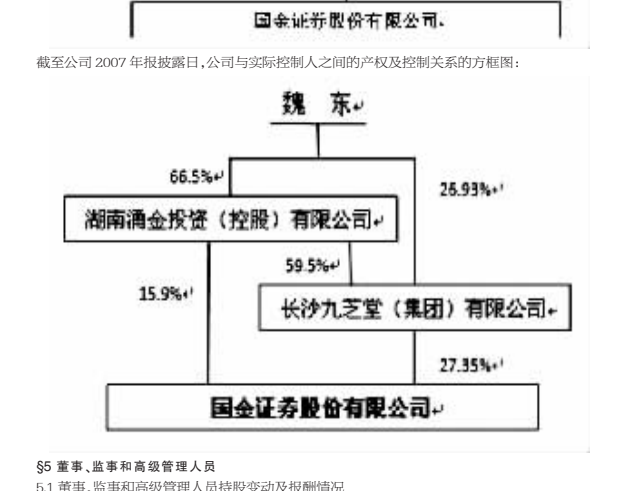 国金证券股份有限公司
截至公司 2007 年报披露日,公司与实际控制人之间的产权及控制关系的方框图:
魏 东
66.5%
26.93%
湖南涌金投资(控股)有限公司
59.5%
15.9%
长沙九芝堂(集团)有限公司
27.35%
国金证券股份有限公司
§5 董事、监事和高级管理人员
5.1 董事、监事和高级管理人员持股变动及报酬情况